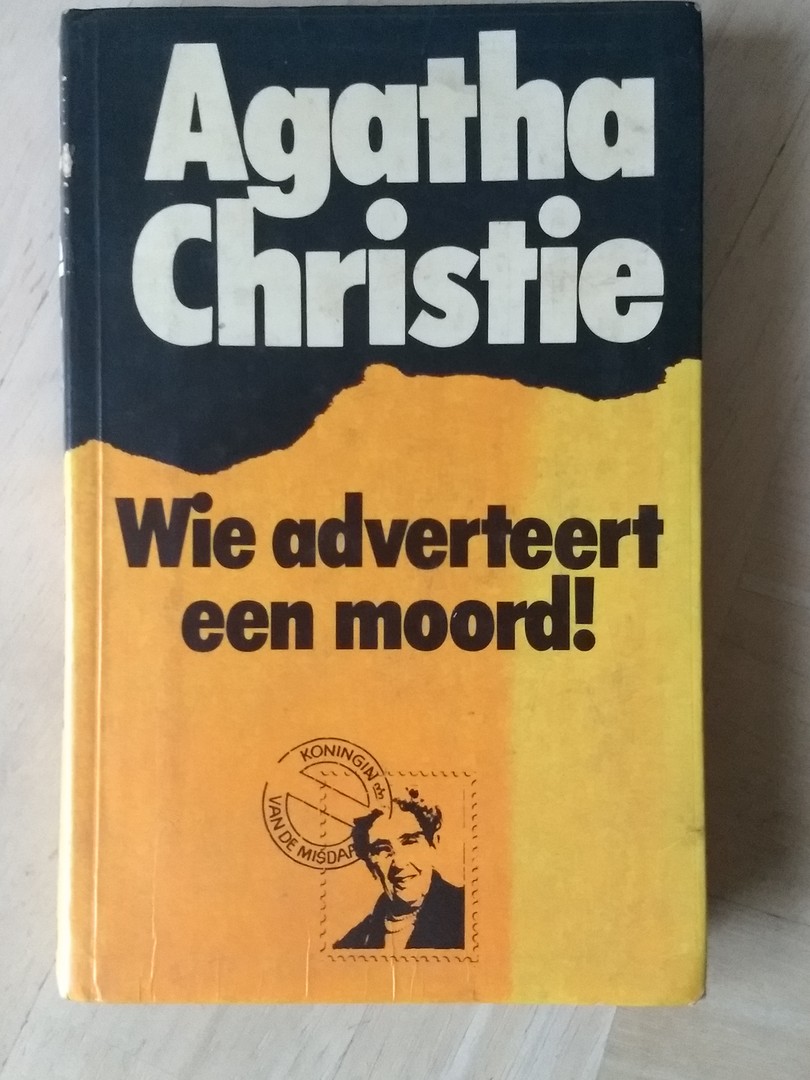 Agatha
Christie
Wie adverteert
een moord!
KONINGIN
VAN DE MISDAAD